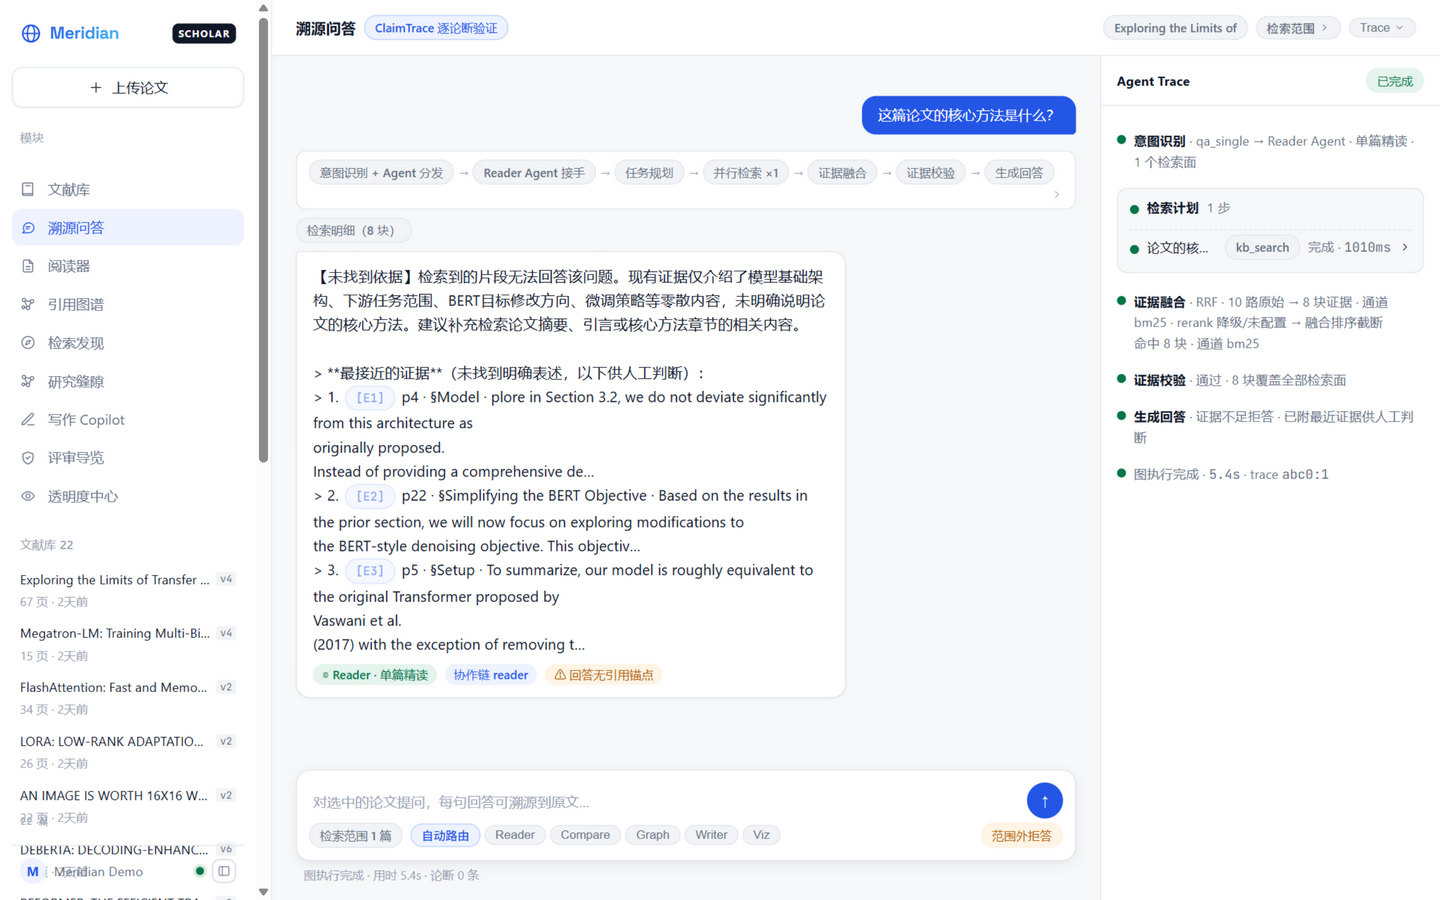 Meridian
SCHOLAR
上传论文
模块
文献库
溯源问答
阅读器
引用图谱
检索发现
研究缝隙
写作 Copilot
评审导览
透明度中心
文献库 22
Exploring the Limits of Transfer ... v4
67 页 · 2天前
Megatron-LM: Training Multi-Bi... v4
15 页 · 2天前
FlashAttention: Fast and Memo... v2
34 页 · 2天前
LORA: LOW-RANK ADAPTATIO... v2
26 页 · 2天前
AN IMAGE IS WORTH 16X16 W... v2
22 页 · 2天前
DEBERTA: DECODING-ENHANC... v6
M Meridian Demo
溯源问答 ClaimTrace 逐论断验证
Exploring the Limits of 检索范围 > Trace
这篇论文的核心方法是什么?
意图识别 + Agent 分发 → Reader Agent 接手 → 任务规划 → 并行检索 ×1 → 证据融合 → 证据校验 → 生成回答
检索明细(8 块)
【未找到依据】检索到的片段无法回答该问题。现有证据仅介绍了模型基础架
构、下游任务范围、BERT目标修改方向、微调策略等零散内容,未明确说明论
文的核心方法。建议补充检索论文摘要、引言或核心方法章节的相关内容。
> **最接近的证据**(未找到明确表述,以下供人工判断):
> 1. [E1] p4 · §Model · plore in Section 3.2, we do not deviate significantly
from this architecture as
originally proposed.
Instead of providing a comprehensive de...
> 2. [E2] p22 · §Simplifying the BERT Objective · Based on the results in
the prior section, we will now focus on exploring modifications to
the BERT-style denoising objective. This objectiv...
> 3. [E3] p5 · §Setup · To summarize, our model is roughly equivalent to
the original Transformer proposed by
Vaswani et al.
(2017) with the exception of removing t...
Reader · 单篇精读 协作链 reader ⚠ 回答无引用锚点
对选中的论文提问,每句回答可溯源到原文...
检索范围 1 篇 自动路由 Reader Compare Graph Writer Viz 范围外拒答
图执行完成 · 用时 5.4s · 论断 0 条
Agent Trace 已完成
意图识别 · qa_single → Reader Agent · 单篇精读 ·
1 个检索面
检索计划 1 步
论文的核... kb_search 完成 · 1010ms >
证据融合 · RRF · 10 路原始 → 8 块证据 · 通道
bm25 · rerank 降级/未配置 → 融合排序截断
命中 8 块 · 通道 bm25
证据校验 · 通过 · 8 块覆盖全部检索面
生成回答 · 证据不足拒答 · 已附最近证据供人工判
断
图执行完成 · 5.4s · trace abc0:1